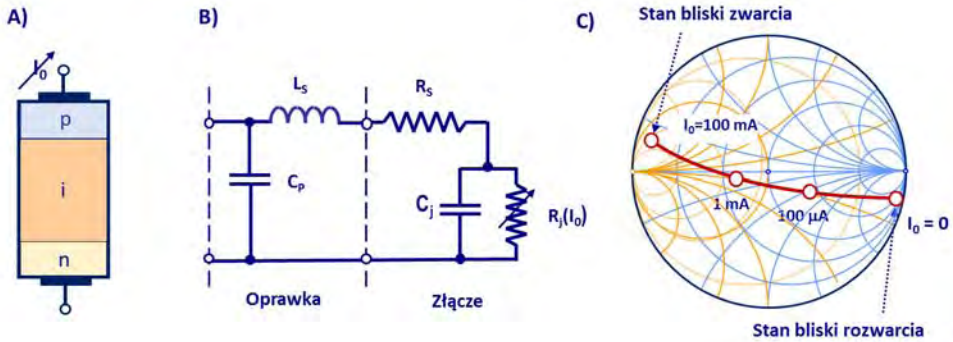 A)
I₀
p
i
n
B)
Lₛ
Rₛ
Cₚ
Cⱼ
Rⱼ(I₀)
Oprawka
Złącze
C)
Stan bliski zwarcia
I₀=100 mA
1 mA
100 µA
I₀ = 0
Stan bliski rozwarcia